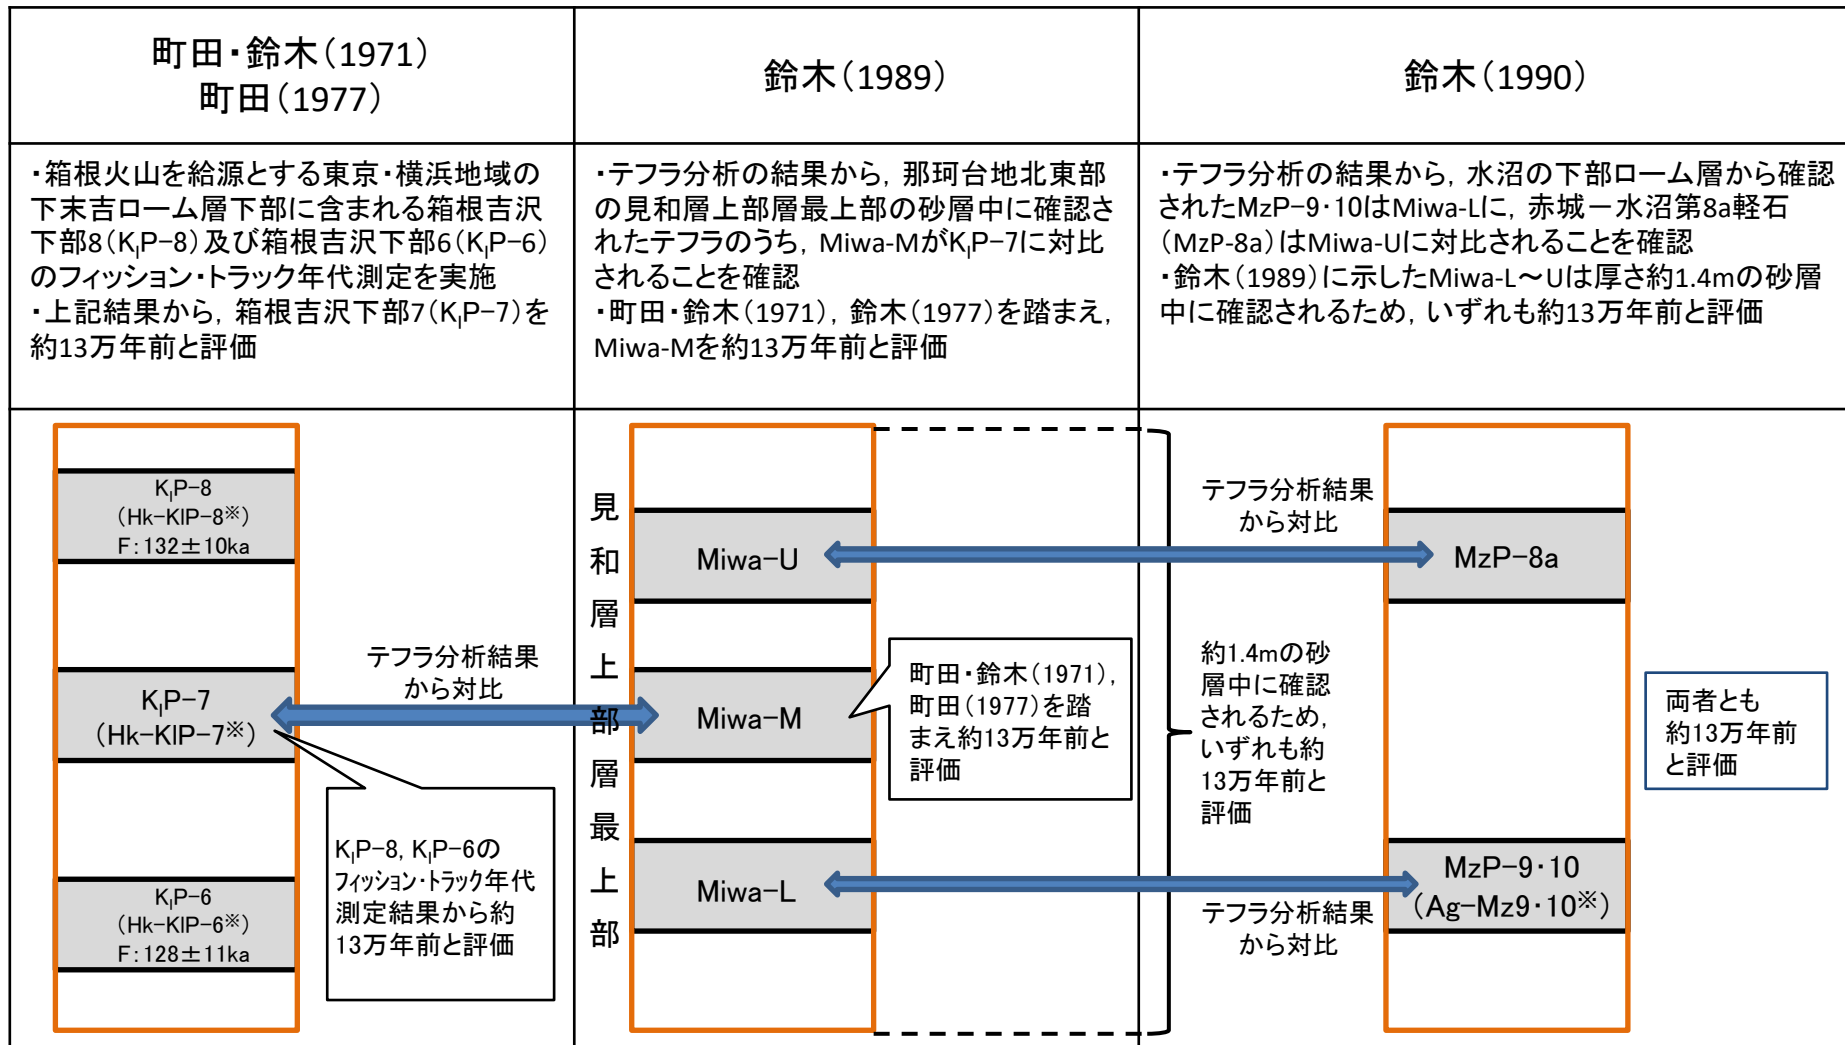 町田・鈴木(1971)
町田(1977)
鈴木(1989)
鈴木(1990)
・箱根火山を給源とする東京・横浜地域の
下末吉ローム層下部に含まれる箱根吉沢
下部8(KlP-8)及び箱根吉沢下部6(KlP-6)
のフィッション・トラック年代測定を実施
・上記結果から,箱根吉沢下部7(KlP-7)を
約13万年前と評価
・テフラ分析の結果から,那珂台地北東部
の見和層上部層最上部の砂層中に確認さ
れたテフラのうち,Miwa-MがKlP-7に対比
されることを確認
・町田・鈴木(1971),鈴木(1977)を踏まえ,
Miwa-Mを約13万年前と評価
・テフラ分析の結果から,水沼の下部ローム層から確認
されたMzP-9・10はMiwa-Lに,赤城-水沼第8a軽石
(MzP-8a)はMiwa-Uに対比されることを確認
・鈴木(1989)に示したMiwa-L~Uは厚さ約1.4mの砂層
中に確認されるため,いずれも約13万年前と評価
KlP-8
(Hk-KlP-8※)
F:132±10ka
KlP-7
(Hk-KlP-7※)
KlP-6
(Hk-KlP-6※)
F:128±11ka
テフラ分析結果
から対比
KlP-8, KlP-6の
フィッション・トラック年代
測定結果から約
13万年前と評価
見和層上部層最上部
Miwa-U
Miwa-M
Miwa-L
町田・鈴木(1971),
町田(1977)を踏
まえ約13万年前と
評価
テフラ分析結果
から対比
約1.4mの砂
層中に確認
されるため,
いずれも約
13万年前と
評価
テフラ分析結果
から対比
MzP-8a
MzP-9・10
(Ag-Mz9・10※)
両者とも
約13万年前
と評価